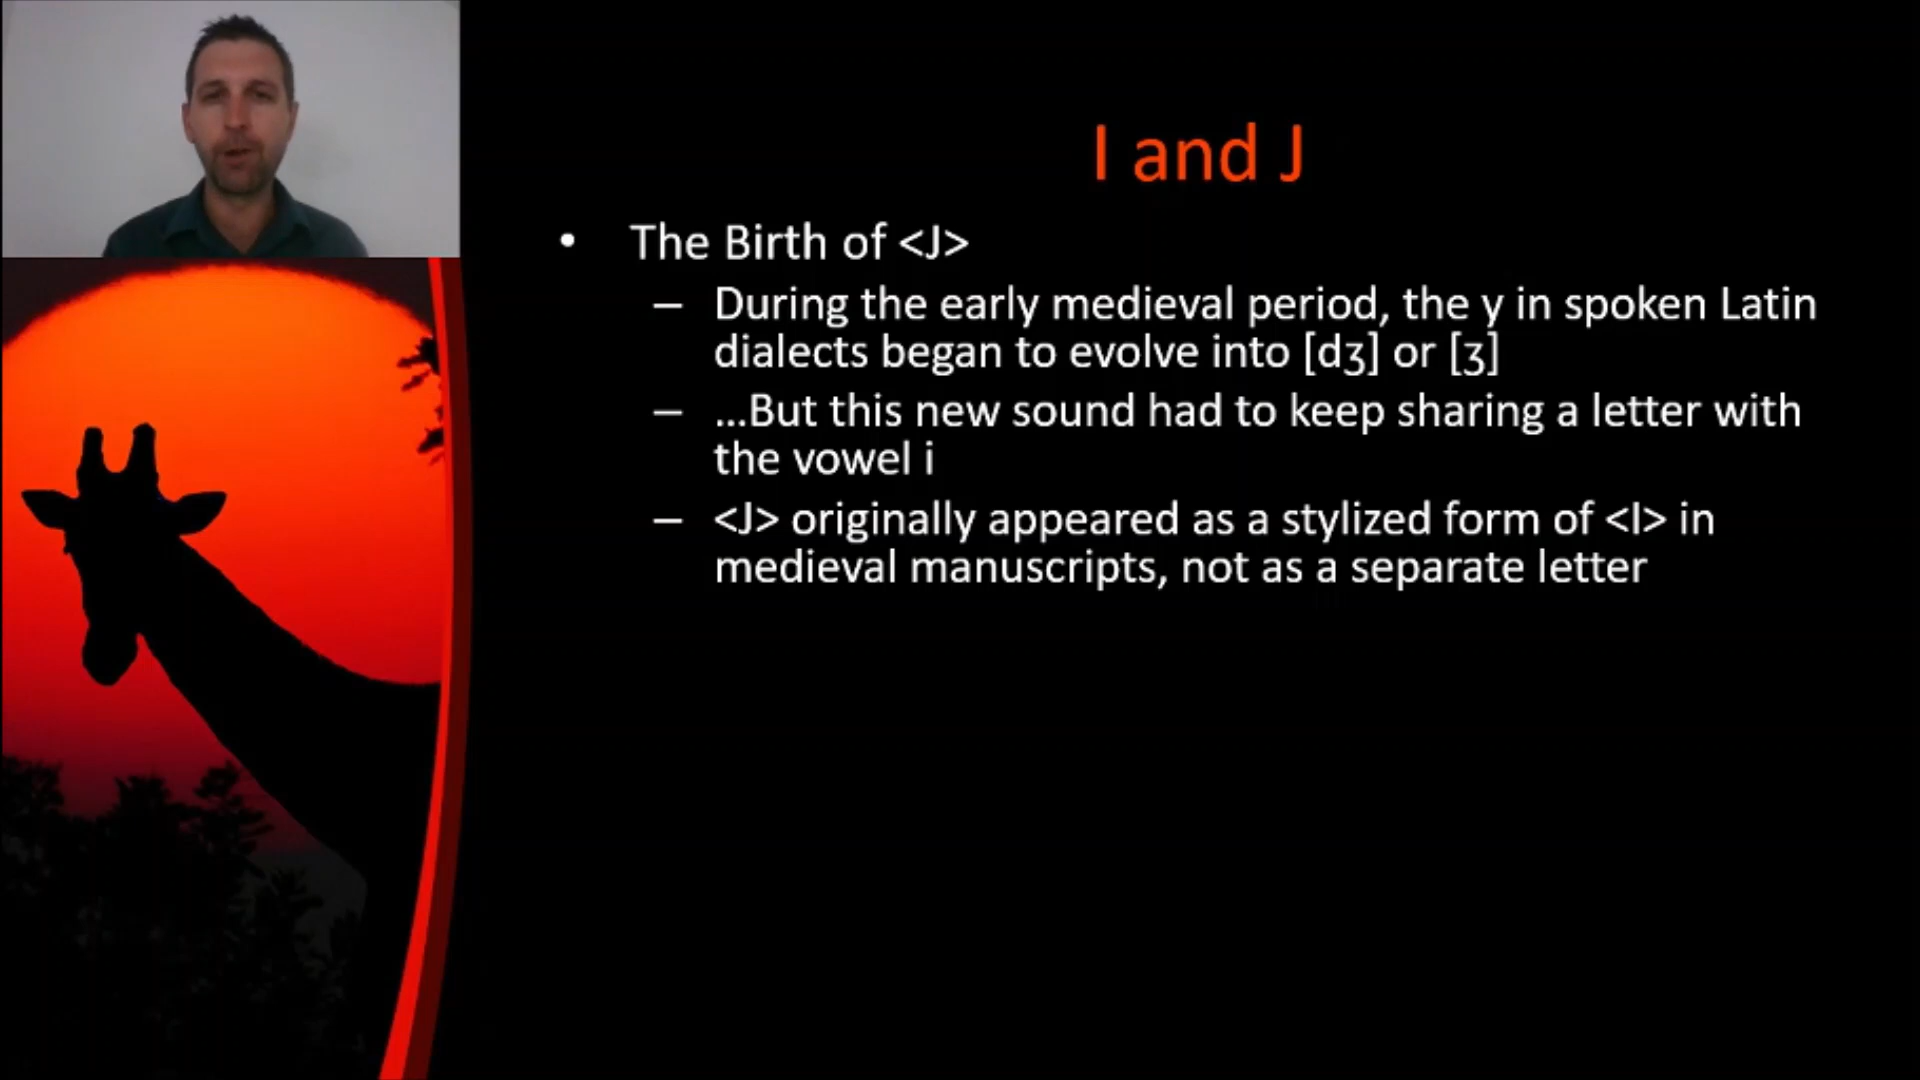 I and J
• The Birth of <J>
– During the early medieval period, the y in spoken Latin
dialects began to evolve into [dʒ] or [ʒ]
– …But this new sound had to keep sharing a letter with
the vowel i
– <J> originally appeared as a stylized form of <I> in
medieval manuscripts, not as a separate letter